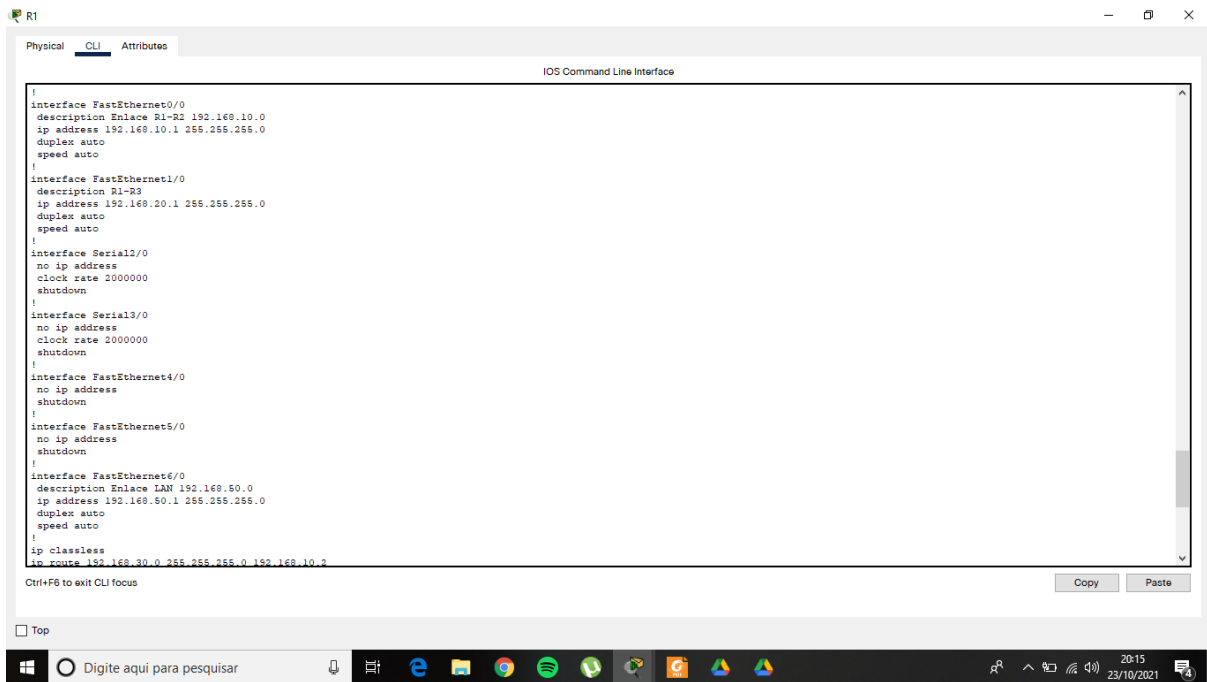 R1
Physical CLI Attributes
IOS Command Line Interface
!
interface FastEthernet0/0
description Enlace R1-R2 192.168.10.0
ip address 192.168.10.1 255.255.255.0
duplex auto
speed auto
!
interface FastEthernet1/0
description R1-R3
ip address 192.168.20.1 255.255.255.0
duplex auto
speed auto
!
interface Serial2/0
no ip address
clock rate 2000000
shutdown
!
interface Serial3/0
no ip address
clock rate 2000000
shutdown
!
interface FastEthernet4/0
no ip address
shutdown
!
interface FastEthernet5/0
no ip address
shutdown
!
interface FastEthernet6/0
description Enlace LAN 192.168.50.0
ip address 192.168.50.1 255.255.255.0
duplex auto
speed auto
!
ip classless
ip route 192.168.30.0 255.255.255.0 192.168.10.2
Ctrl+F6 to exit CLI focus
Copy Paste
Top
Digite aqui para pesquisar
20:15
23/10/2021
4